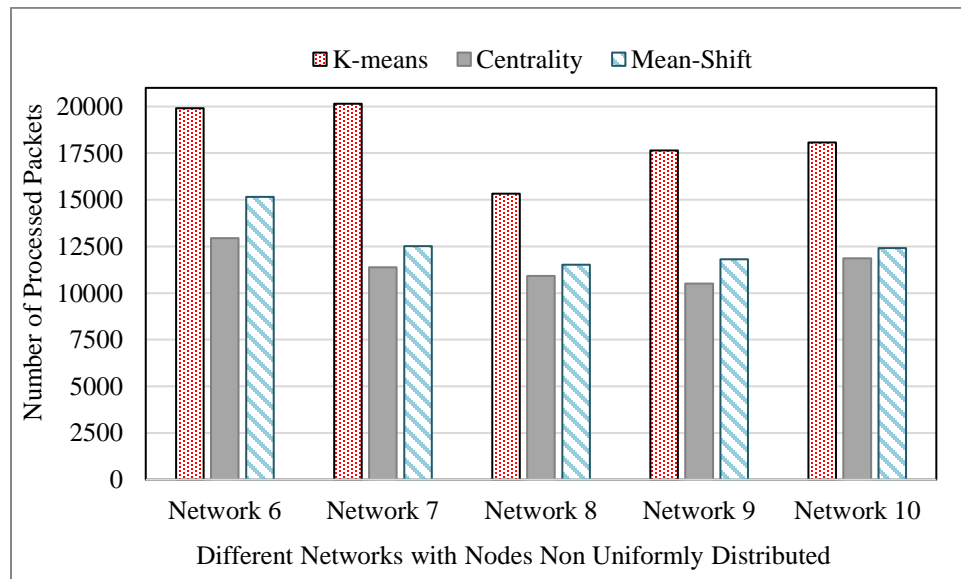 K-means Centrality Mean-Shift
Number of Processed Packets
20000
17500
15000
12500
10000
7500
5000
2500
0
Network 6 Network 7 Network 8 Network 9 Network 10
Different Networks with Nodes Non Uniformly Distributed